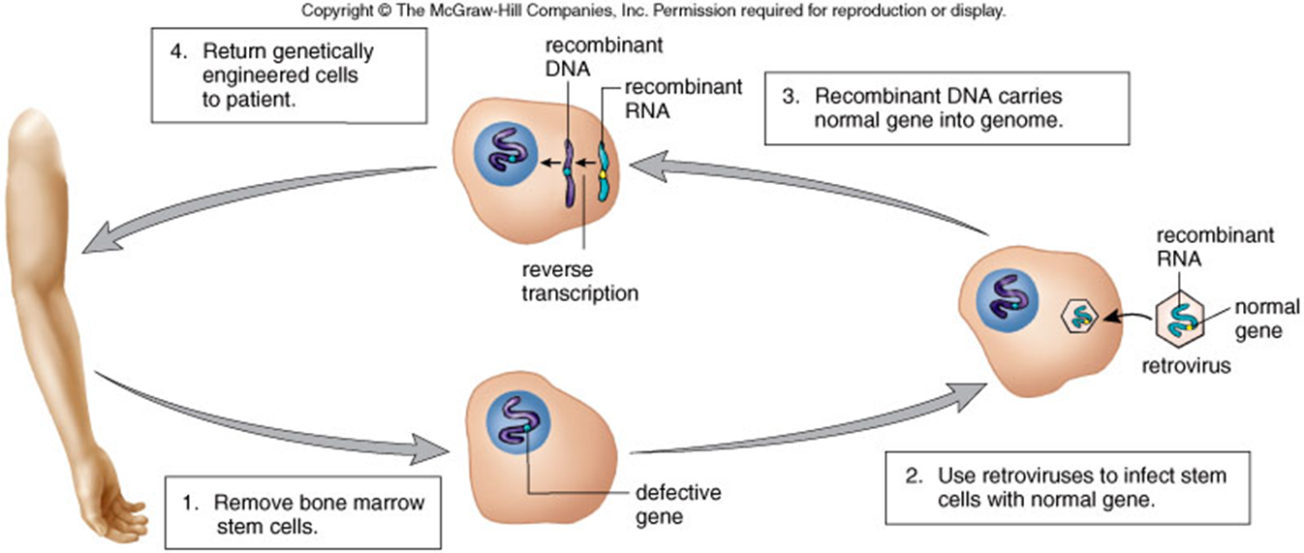 Copyright © The McGraw-Hill Companies, Inc. Permission required for reproduction or display.
4. Return genetically
engineered cells
to patient.
recombinant
DNA
recombinant
RNA
3. Recombinant DNA carries
normal gene into genome.
reverse
transcription
recombinant
RNA
normal
gene
retrovirus
1. Remove bone marrow
stem cells.
defective
gene
2. Use retroviruses to infect stem
cells with normal gene.